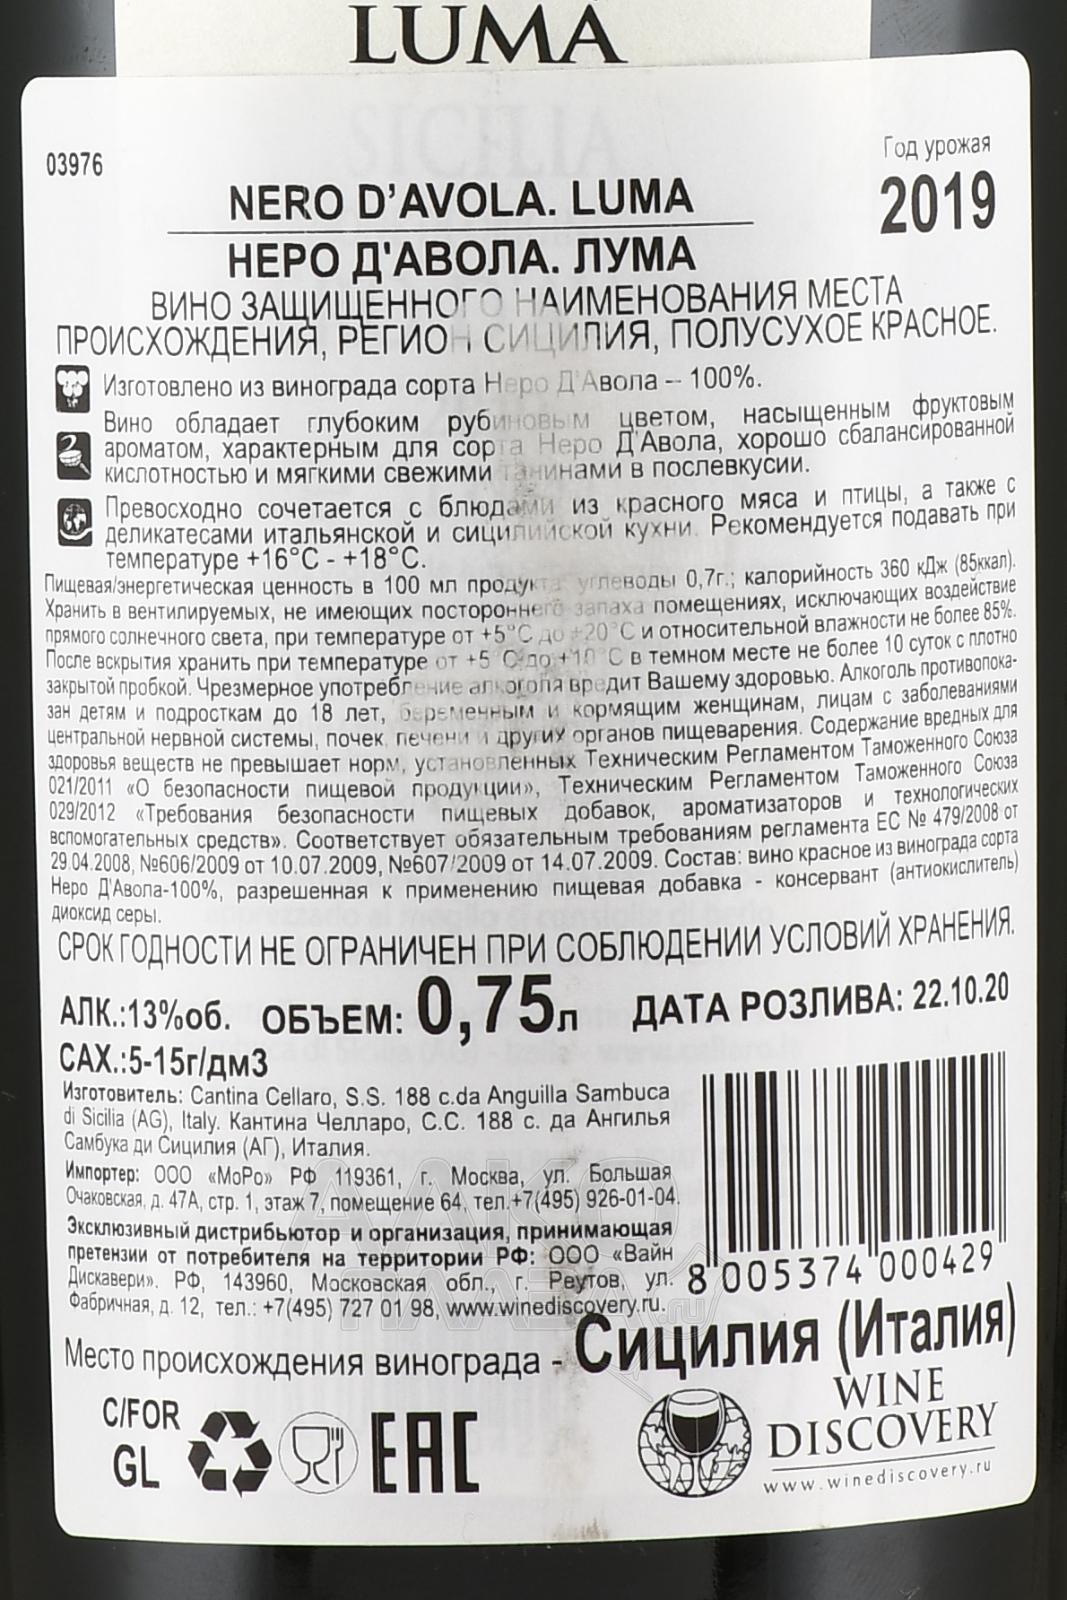 LUMÀ
SICILIA
03976
Год урожая
2019
NERO D’AVOLA. LUMA
НЕРО Д'АВОЛА. ЛУМА
ВИНО ЗАЩИЩЕННОГО НАИМЕНОВАНИЯ МЕСТА
ПРОИСХОЖДЕНИЯ, РЕГИОН СИЦИЛИЯ, ПОЛУСУХОЕ КРАСНОЕ.
Изготовлено из винограда сорта Неро Д'Авола – 100%.
Вино обладает глубоким рубиновым цветом, насыщенным фруктовым
ароматом, характерным для сорта Неро Д'Авола, хорошо сбалансированной
кислотностью и мягкими свежими танинами в послевкусии.
Превосходно сочетается с блюдами из красного мяса и птицы, а также с
деликатесами итальянской и сицилийской кухни. Рекомендуется подавать при
температуре +16°С - +18°С.
Пищевая/энергетическая ценность в 100 мл продукта: углеводы 0,7г.; калорийность 360 кДж (85ккал).
Хранить в вентилируемых, не имеющих постороннего запаха помещениях, исключающих воздействие
прямого солнечного света, при температуре от +5°С до +20°С и относительной влажности не более 85%.
После вскрытия хранить при температуре от +5°С до +10°С в темном месте не более 10 суток с плотно
закрытой пробкой. Чрезмерное употребление алкоголя вредит Вашему здоровью. Алкоголь противопока-
зан детям и подросткам до 18 лет, беременным и кормящим женщинам, лицам с заболеваниями
центральной нервной системы, почек, печени и других органов пищеварения. Содержание вредных для
здоровья веществ не превышает норм, установленных Техническим Регламентом Таможенного Союза
021/2011 «О безопасности пищевой продукции», Техническим Регламентом Таможенного Союза
029/2012 «Требования безопасности пищевых добавок, ароматизаторов и технологических
вспомогательных средств». Соответствует обязательным требованиям регламента ЕС № 479/2008 от
29.04.2008, №606/2009 от 10.07.2009, №607/2009 от 14.07.2009. Состав: вино красное из винограда сорта
Неро Д'Авола-100%, разрешенная к применению пищевая добавка - консервант (антиокислитель)
диоксид серы.
СРОК ГОДНОСТИ НЕ ОГРАНИЧЕН ПРИ СОБЛЮДЕНИИ УСЛОВИЙ ХРАНЕНИЯ.
АЛК.:13%об. ОБЪЕМ: 0,75л ДАТА РОЗЛИВА: 22.10.20
САХ.:5-15г/дм3
Изготовитель: Cantina Cellaro, S.S. 188 c.da Anguilla Sambuca
di Sicilia (AG), Italy. Кантина Челларо, С.С. 188 с. да Ангилья
Самбука ди Сицилия (АГ), Италия.
Импортер: ООО «МоРо» РФ 119361, г. Москва, ул. Большая
Очаковская, д. 47А, стр. 1, этаж 7, помещение 64, тел.+7(495) 926-01-04.
Эксклюзивный дистрибьютор и организация, принимающая
претензии от потребителя на территории РФ: ООО «Вайн
Дискавери». РФ, 143960, Московская обл., г. Реутов, ул.
Фабричная, д. 12, тел.: +7(495) 727 01 98, www.winediscovery.ru.
8 005374 000429
Место происхождения винограда - Сицилия (Италия)
C/FOR
GL
EAC
WINE
DISCOVERY
www.winediscovery.ru